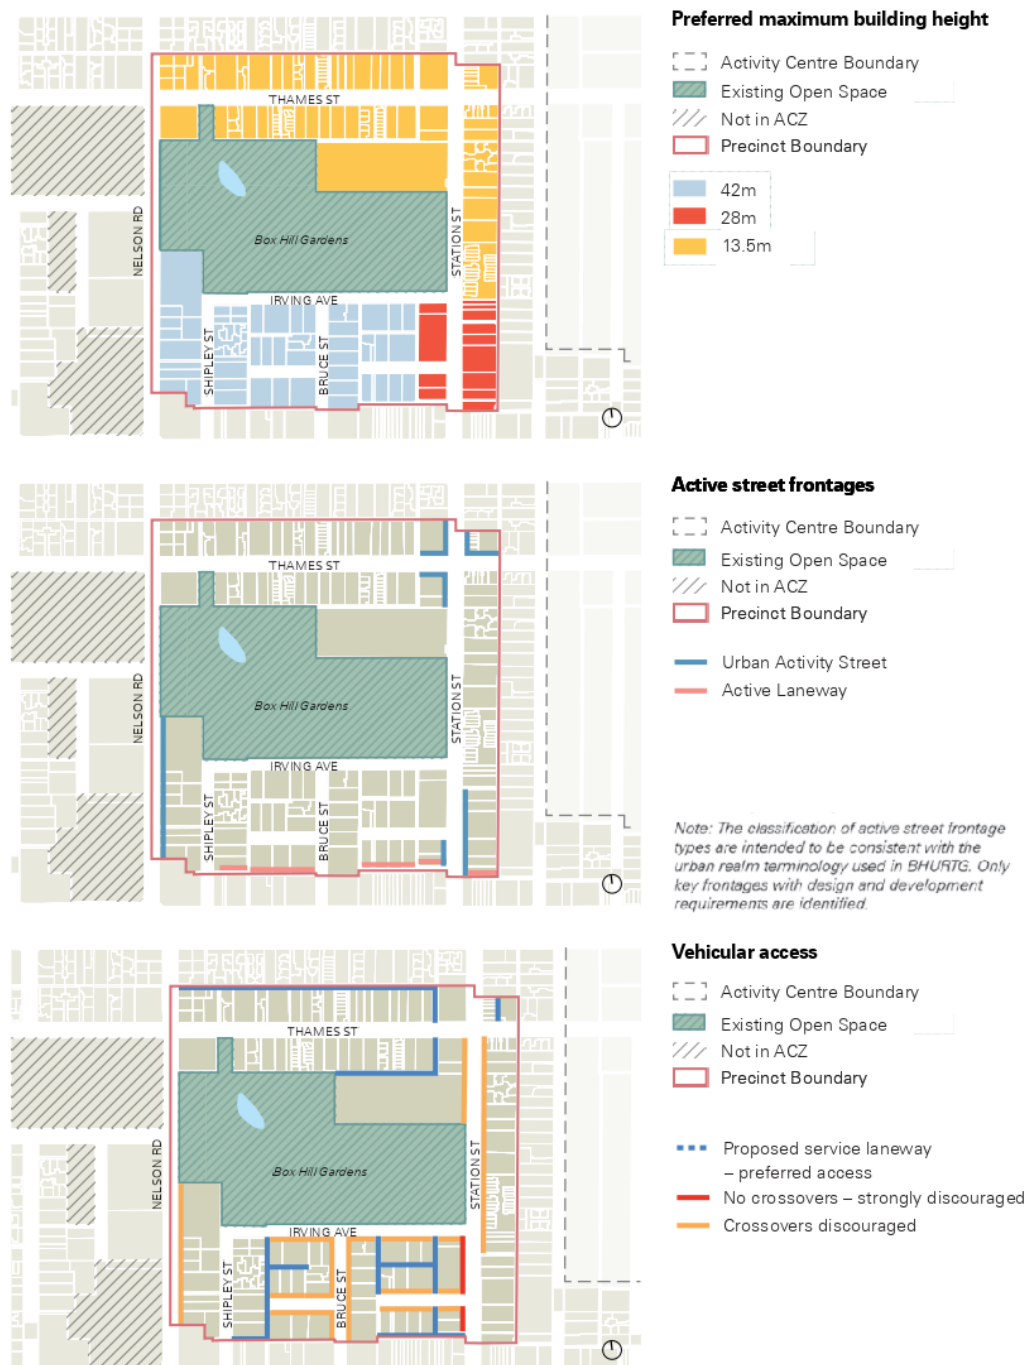 Preferred maximum building height
Activity Centre Boundary
Existing Open Space
Not in ACZ
Precinct Boundary
42m
28m
13.5m
THAMES ST
NELSON RD
Box Hill Gardens
STATION ST
IRVING AVE
SHIPLEY ST
BRUCE ST
Active street frontages
Activity Centre Boundary
Existing Open Space
Not in ACZ
Precinct Boundary
Urban Activity Street
Active Laneway
THAMES ST
NELSON RD
Box Hill Gardens
STATION ST
IRVING AVE
SHIPLEY ST
BRUCE ST
Note: The classification of active street frontage
types are intended to be consistent with the
urban realm terminology used in BHURTG. Only
key frontages with design and development
requirements are identified.
Vehicular access
Activity Centre Boundary
Existing Open Space
Not in ACZ
Precinct Boundary
Proposed service laneway
– preferred access
No crossovers – strongly discouraged
Crossovers discouraged
THAMES ST
NELSON RD
Box Hill Gardens
STATION ST
IRVING AVE
SHIPLEY ST
BRUCE ST